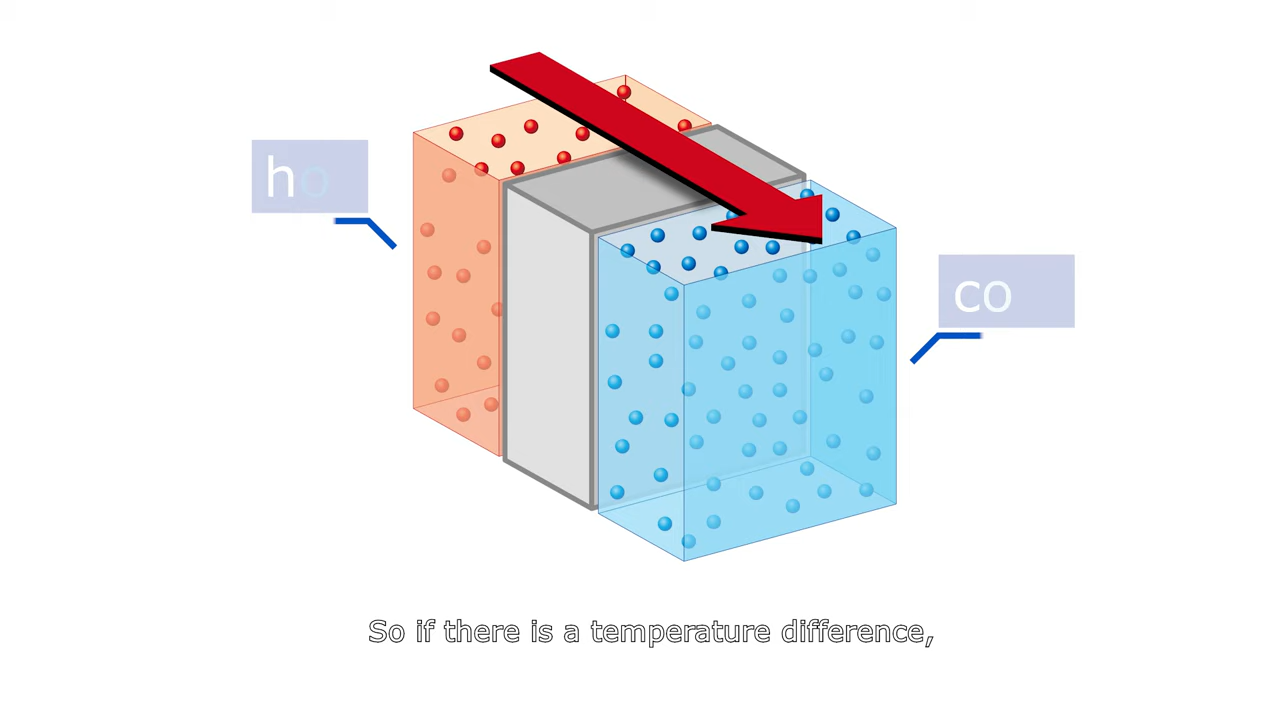 ho
co
So if there is a temperature difference,